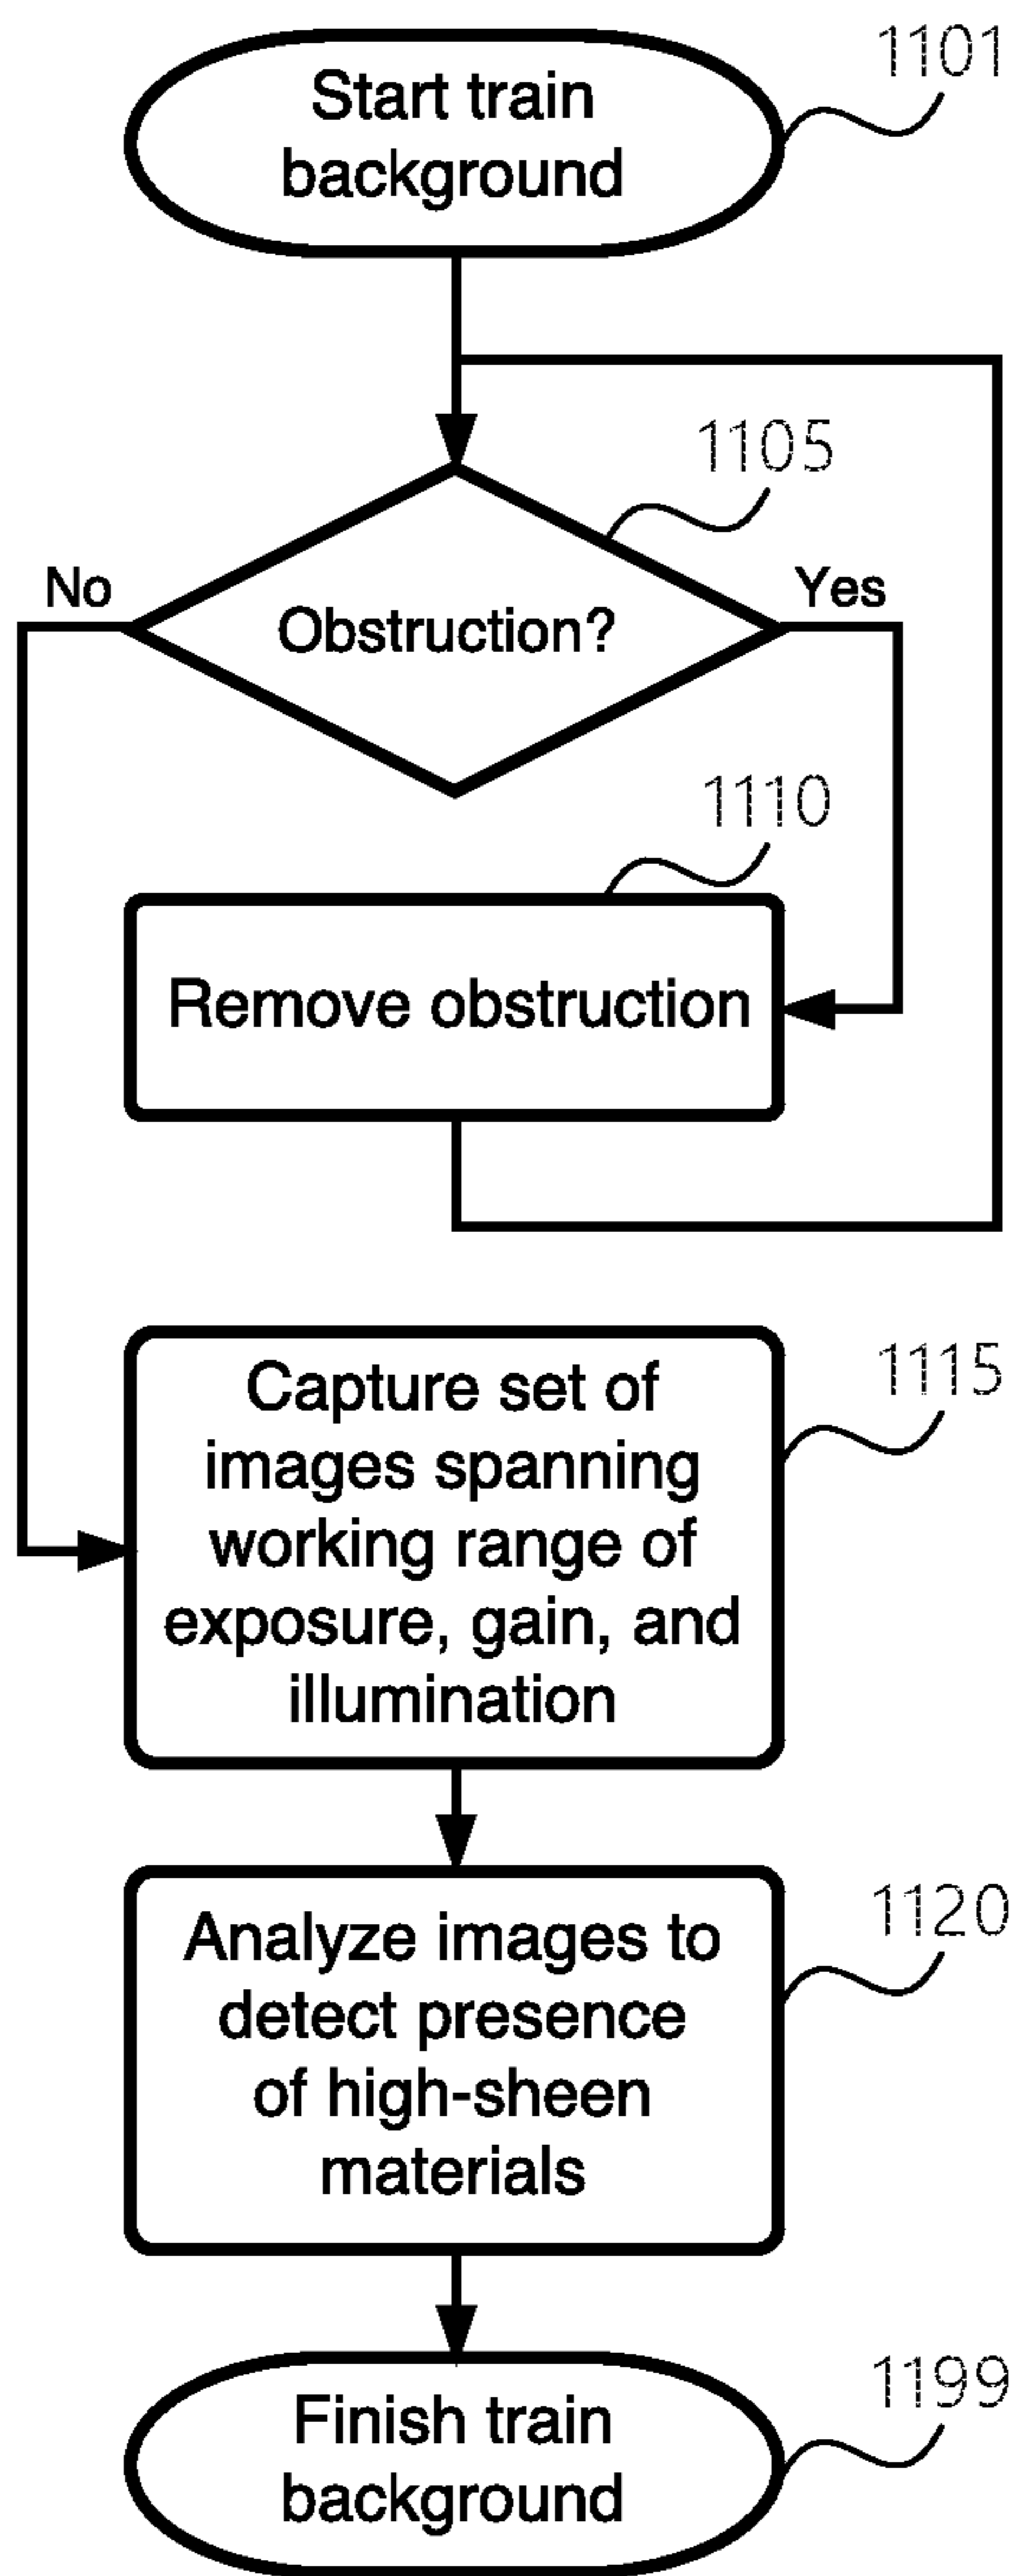 1101
Start train
background
1105
No
Yes
Obstruction?
1110
Remove obstruction
1115
Capture set of
images spanning
working range of
exposure, gain, and
illumination
1120
Analyze images to
detect presence
of high-sheen
materials
1199
Finish train
background